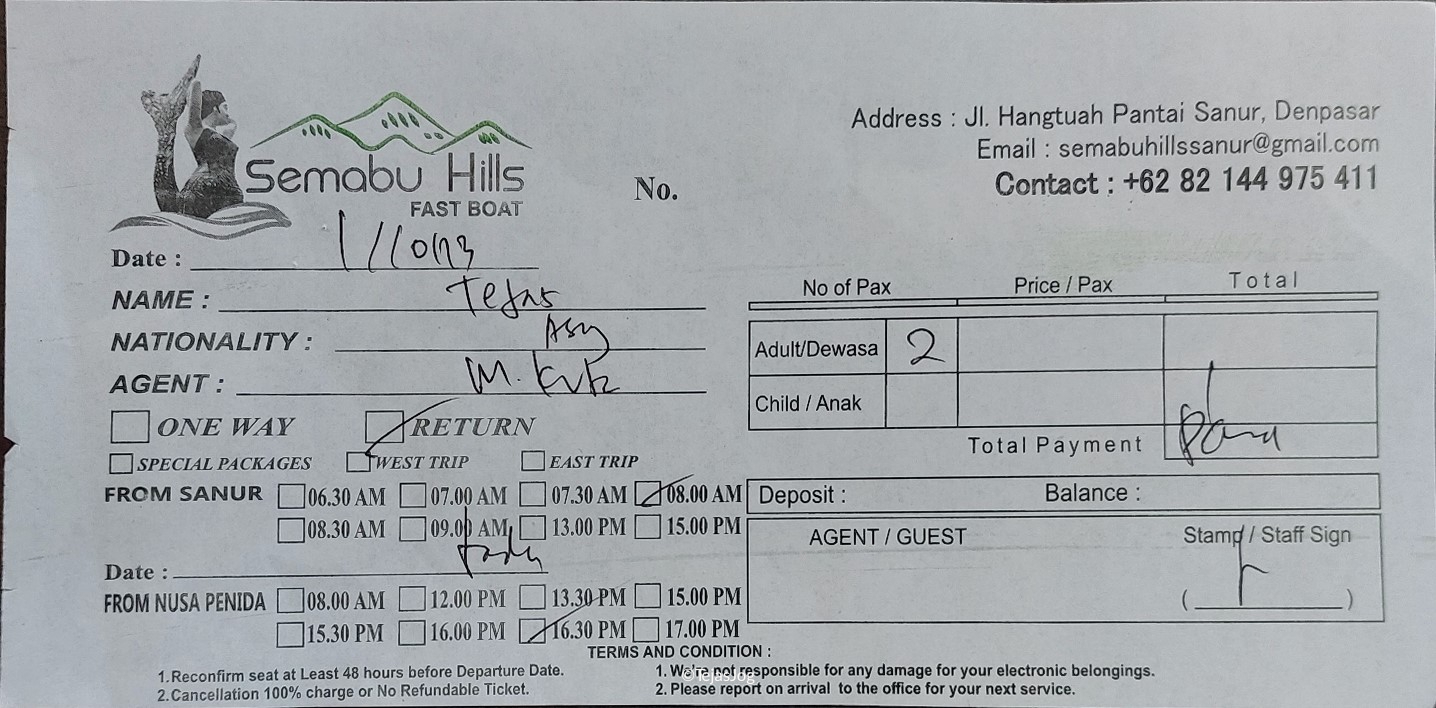 Semabu Hills
FAST BOAT
No.
Address : Jl. Hangtuah Pantai Sanur, Denpasar
Email : semabuhillssanur@gmail.com
Contact : +62 82 144 975 411
Date :
NAME : Tejas
NATIONALITY :
AGENT : M.
ONE WAY RETURN
SPECIAL PACKAGES WEST TRIP EAST TRIP
FROM SANUR 06.30 AM 07.00 AM 07.30 AM 08.00 AM
08.30 AM 09.00 AM 13.00 PM 15.00 PM
Date :
FROM NUSA PENIDA 08.00 AM 12.00 PM 13.30 PM 15.00 PM
15.30 PM 16.00 PM 16.30 PM 17.00 PM
No of Pax Price / Pax Total
Adult/Dewasa 2
Child / Anak
Total Payment
Deposit : Balance :
AGENT / GUEST Stamp / Staff Sign
( )
TERMS AND CONDITION :
1.Reconfirm seat at Least 48 hours before Departure Date.
2.Cancellation 100% charge or No Refundable Ticket.
1. We're not responsible for any damage for your electronic belongings.
2. Please report on arrival to the office for your next service.
©TejasJog